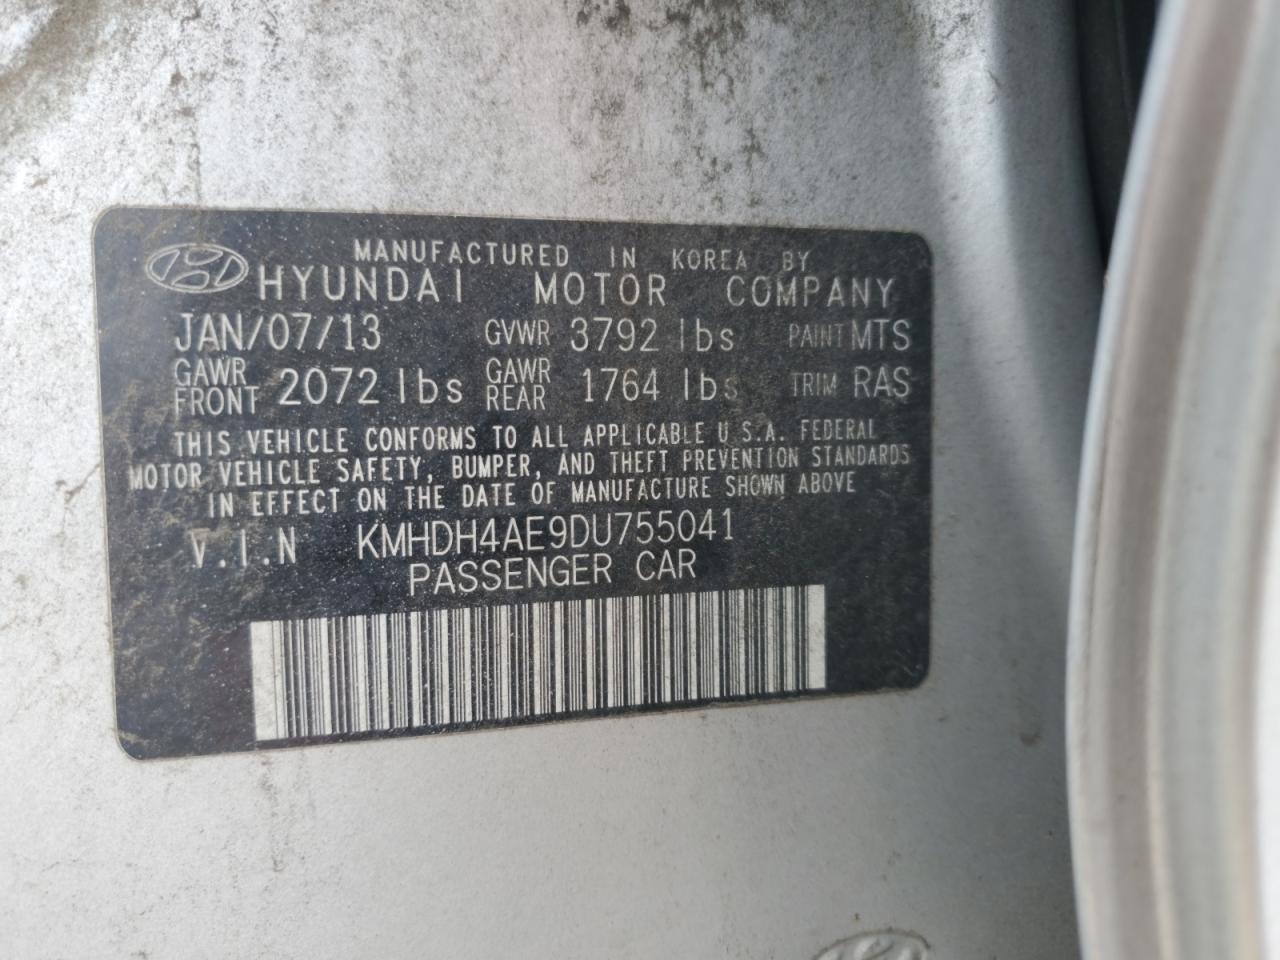 MANUFACTURED IN KOREA BY
HYUNDAI MOTOR COMPANY
JAN/07/13 GVWR 3792 lbs PAINT MTS
GAWR FRONT 2072 lbs GAWR REAR 1764 lbs TRIM RAS
THIS VEHICLE CONFORMS TO ALL APPLICABLE U S.A. FEDERAL
MOTOR VEHICLE SAFETY, BUMPER, AND THEFT PREVENTION STANDARDS
IN EFFECT ON THE DATE OF MANUFACTURE SHOWN ABOVE
V.I.N KMHDH4AE9DU755041
PASSENGER CAR